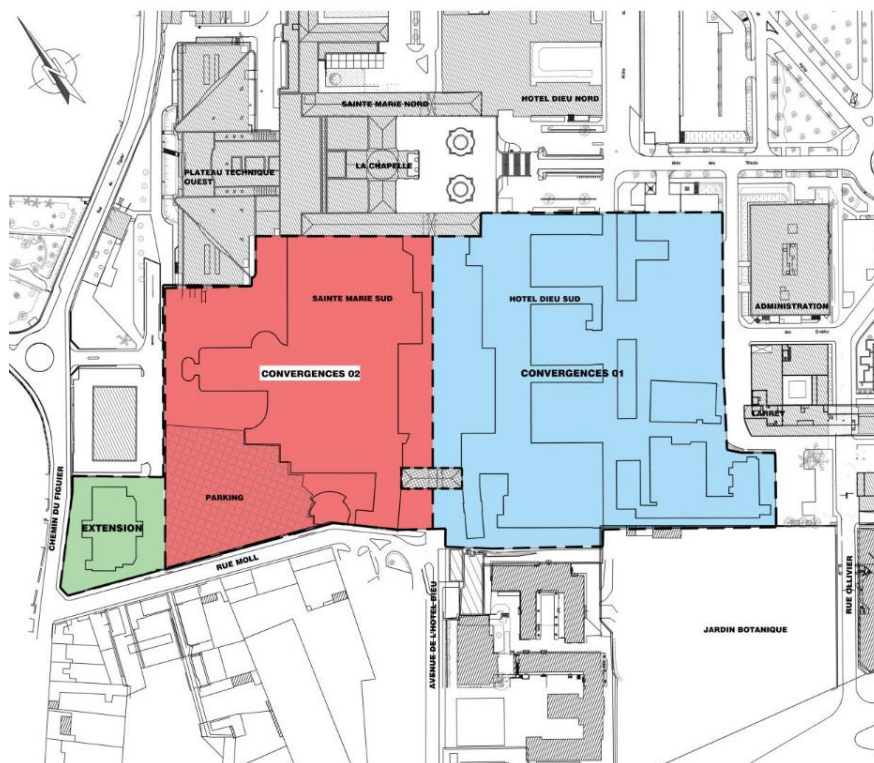 HOTEL DIEU NORD
SAINTE MARIE NORD
LA CHAPELLE
PLATEAU TECHNIQUE
OUEST
SAINTE MARIE SUD
HOTEL DIEU SUD
ADMINISTRATION
CONVERGENCES 02
CONVERGENCES 01
LARREY
PARKING
EXTENSION
CHEMIN DU FIGUIER
RUE MOLL
AVENUE DE L'HOTEL DIEU
JARDIN BOTANIQUE
RUE OLLIVIER